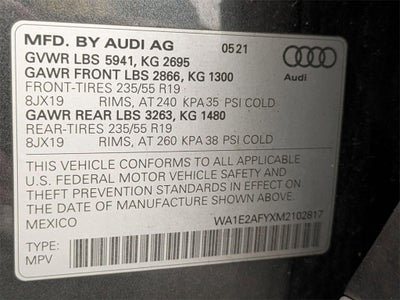 MFD. BY AUDI AG 05 21
GVWR LBS 5941, KG 2695
GAWR FRONT LBS 2866, KG 1300
FRONT-TIRES 235/55 R19
8JX19 RIMS, AT 240 KPA 35 PSI COLD
GAWR REAR LBS 3263, KG 1480
REAR-TIRES 235/55 R19
8JX19 RIMS, AT 260 KPA 38 PSI COLD
Audi
THIS VEHICLE CONFORMS TO ALL APPLICABLE
U.S. FEDERAL MOTOR VEHICLE SAFETY AND
THEFT PREVENTION STANDARDS IN EFFECT ON
THE DATE OF MANUFACTURE SHOWN ABOVE.
MEXICO WA1E2AFYXM2102817
TYPE:
MPV